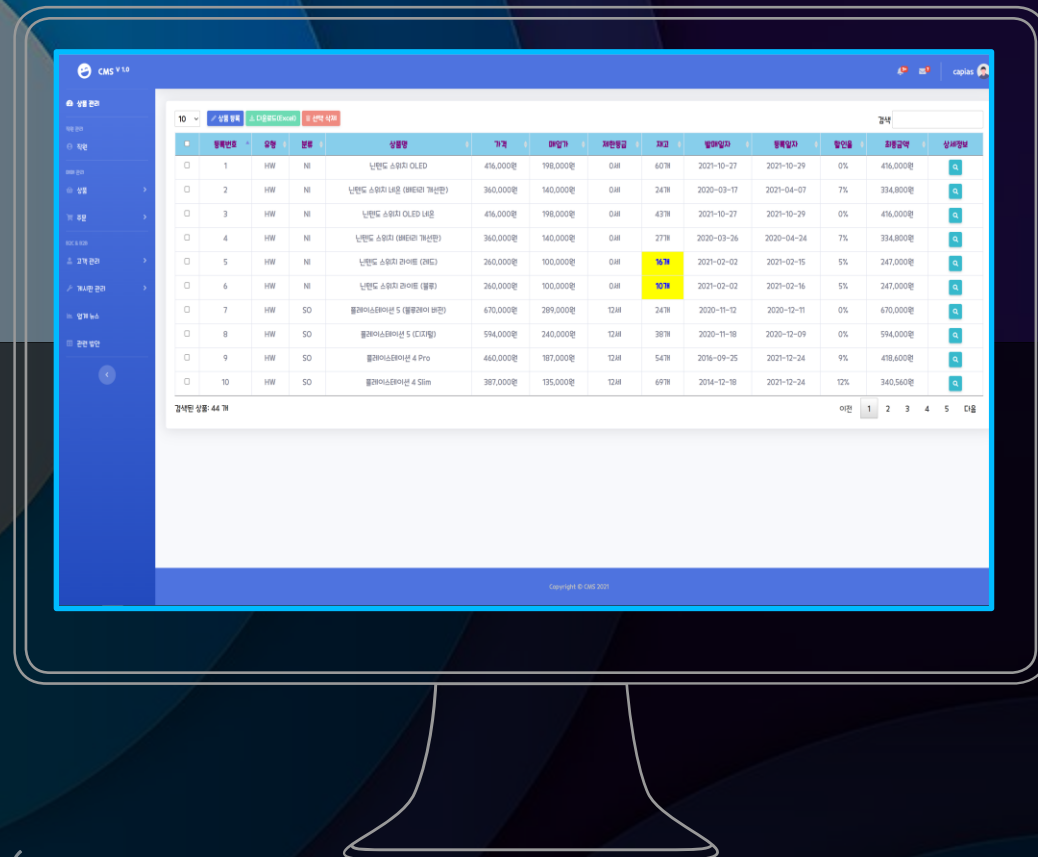 CMS V 1.0
capias
상품 관리
직원 관리
직원
상품
주문
고객 관리
게시판 관리
업계 뉴스
관련 법안
10 상품 등록 다운로드(Excel) 선택 삭제
검색
등록번호 유형 분류 상품명 가격 매입가 제한등급 재고 발매일자 등록일자 할인율 최종금액 상세정보
1 HW NI 닌텐도 스위치 OLED 416,000원 198,000원 0세 60개 2021-10-27 2021-10-29 0% 416,000원
2 HW NI 닌텐도 스위치 네온 (배터리 개선판) 360,000원 140,000원 0세 24개 2020-03-17 2021-04-07 7% 334,800원
3 HW NI 닌텐도 스위치 OLED 네온 416,000원 198,000원 0세 43개 2021-10-27 2021-10-29 0% 416,000원
4 HW NI 닌텐도 스위치 (배터리 개선판) 360,000원 140,000원 0세 27개 2020-03-26 2020-04-24 7% 334,800원
5 HW NI 닌텐도 스위치 라이트 (레드) 260,000원 100,000원 0세 16개 2021-02-02 2021-02-15 5% 247,000원
6 HW NI 닌텐도 스위치 라이트 (블루) 260,000원 100,000원 0세 10개 2021-02-02 2021-02-16 5% 247,000원
7 HW SO 플레이스테이션 5 (블루레이 버전) 670,000원 289,000원 12세 24개 2020-11-12 2020-12-11 0% 670,000원
8 HW SO 플레이스테이션 5 (디지털) 594,000원 240,000원 12세 38개 2020-11-18 2020-12-09 0% 594,000원
9 HW SO 플레이스테이션 4 Pro 460,000원 187,000원 12세 54개 2016-09-25 2021-12-24 9% 418,600원
10 HW SO 플레이스테이션 4 Slim 387,000원 135,000원 12세 69개 2014-12-18 2021-12-24 12% 340,560원
검색된 상품: 44 개
이전 1 2 3 4 5 다음
Copyright © CMS 2021